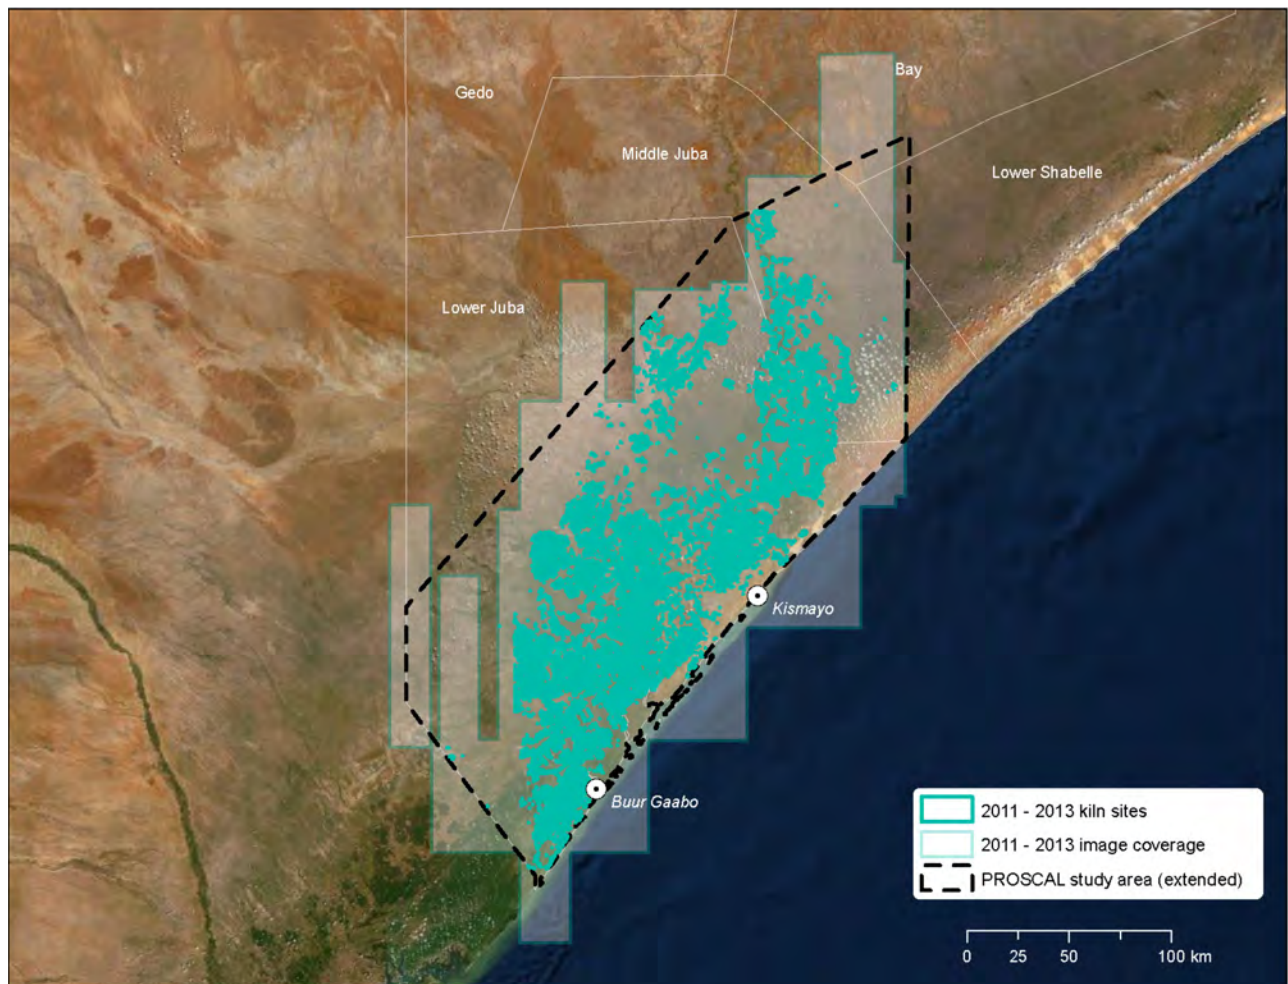 Bay
Gedo
Middle Juba
Lower Shabelle
Lower Juba
Kismayo
Buur Gaabo
2011 - 2013 kiln sites
2011 - 2013 image coverage
PROSCAL study area (extended)
0 25 50 100 km